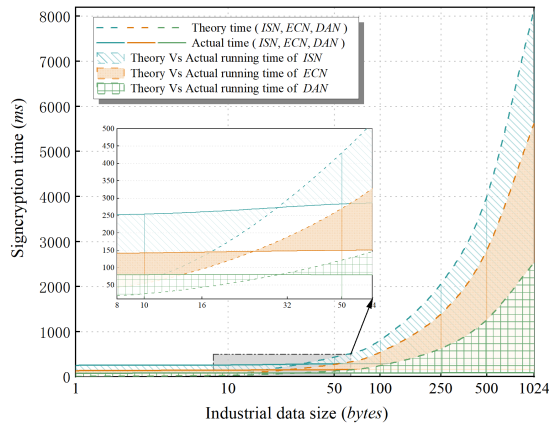 Theory time ( ISN, ECN, DAN )
Actual time ( ISN, ECN, DAN )
Theory Vs Actual running time of ISN
Theory Vs Actual running time of ECN
Theory Vs Actual running time of DAN
Signcryption time (ms)
8000
7000
6000
5000
4000
3000
2000
1000
0
500
450
400
350
300
250
200
150
100
50
8 10 16 32 50
1 10 50 100 250 500 1024
Industrial data size (bytes)